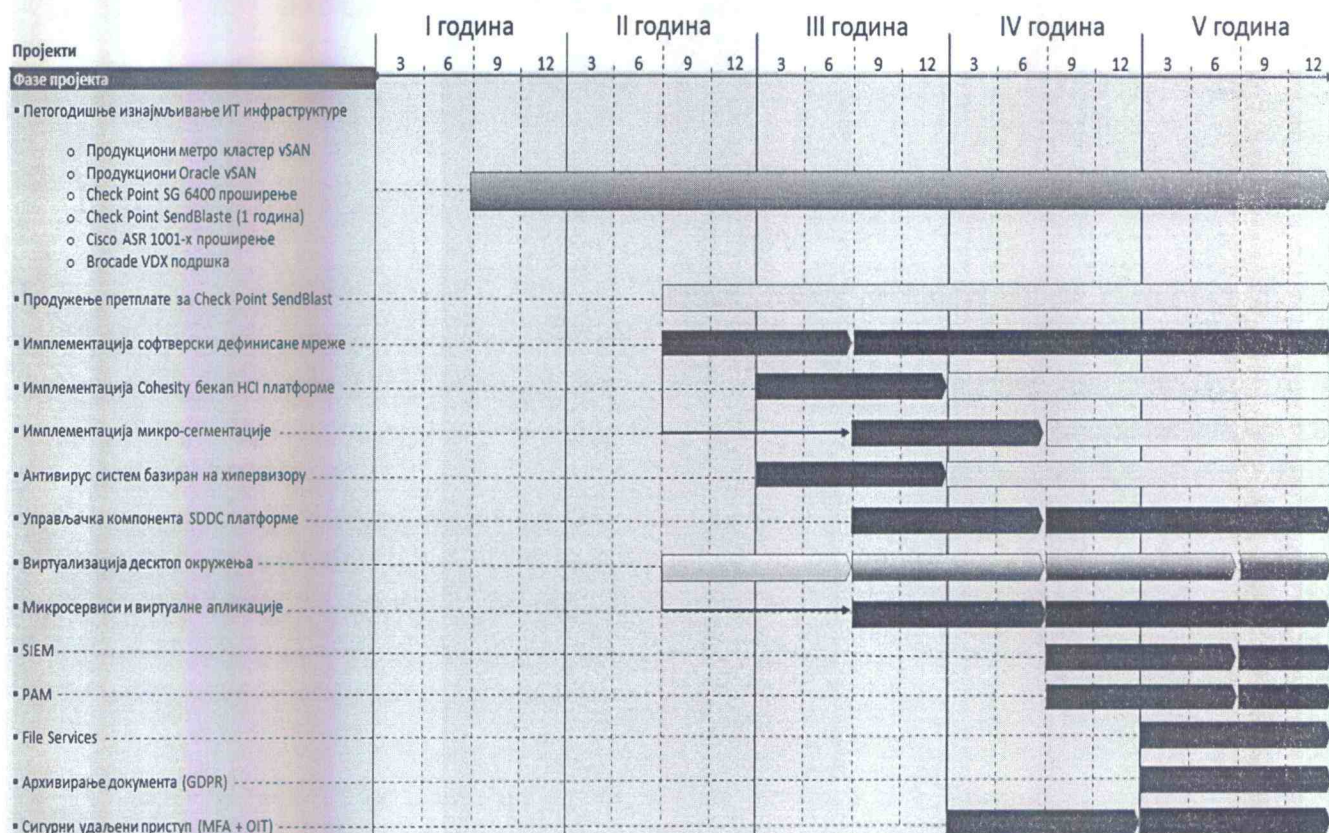 I година II година III година IV година V година
Пројекти
3 6 9 12 3 6 9 12 3 6 9 12 3 6 9 12 3 6 9 12
Фазе пројекта
▪ Петогодишње изнајмљивање ИТ инфраструктуре
o Продукциони метро кластер vSAN
o Продукциони Oracle vSAN
o Check Point SG 6400 проширење
o Check Point SendBlaste (1 година)
o Cisco ASR 1001-x проширење
o Brocade VDX подршка
▪ Продужење претплате за Check Point SendBlast
▪ Имплементација софтверски дефинисане мреже
▪ Имплементација Cohesity бекап HCI платформе
▪ Имплементација микро-сегментације
▪ Антивирус систем базиран на хипервизору
▪ Управљачка компонента SDDC платформе
▪ Виртуализација десктоп окружења
▪ Микросервиси и виртуалне апликације
▪ SIEM
▪ PAM
▪ File Services
▪ Архивирање документа (GDPR)
▪ Сигурни удаљени приступ (MFA + OIT)